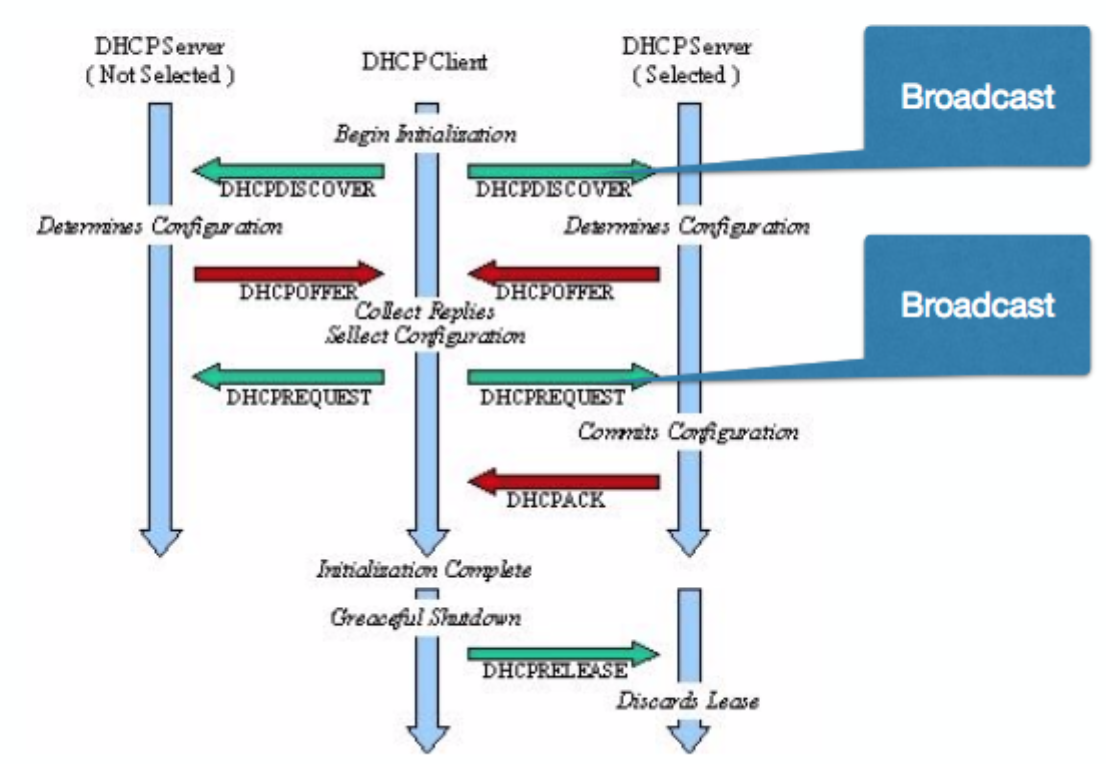 DHCPServer
( Not Selected )
DHCPClient
DHCPServer
( Selected )
Broadcast
Begin Initialization
DHCPDISCOVER
DHCPDISCOVER
Determines Configuration
Determines Configuration
Broadcast
DHCPOFFER
DHCPOFFER
Collect Replies
Sellect Configuration
DHCPREQUEST
DHCPREQUEST
Commits Configuration
DHCPACK
Initialization Complete
Greaceful Shutdown
DHCPRELEASE
Discards Lease